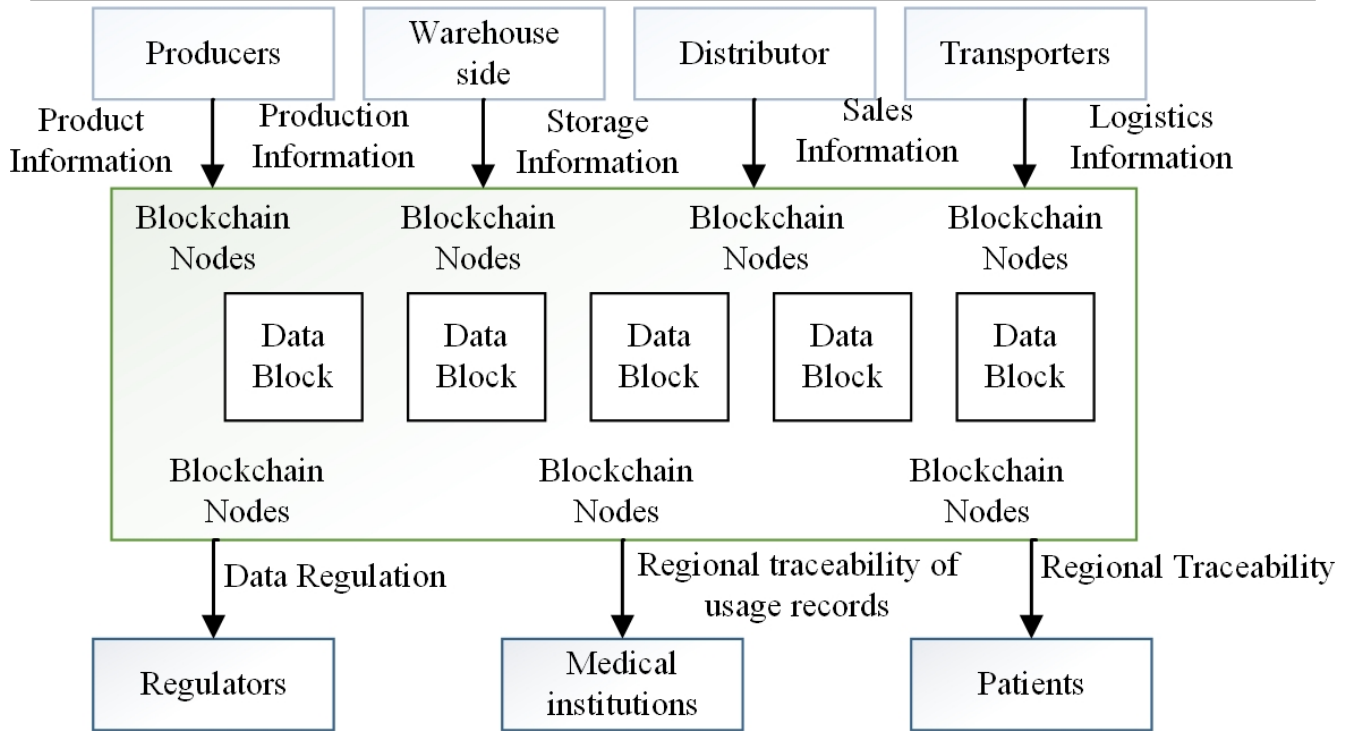 Producers
Warehouse
side
Distributor
Transporters
Product
Information
Production
Information
Storage
Information
Sales
Information
Logistics
Information
Blockchain
Nodes
Blockchain
Nodes
Blockchain
Nodes
Blockchain
Nodes
Data
Block
Data
Block
Data
Block
Data
Block
Data
Block
Blockchain
Nodes
Blockchain
Nodes
Blockchain
Nodes
Data Regulation
Regional traceability of
usage records
Regional Traceability
Regulators
Medical
institutions
Patients